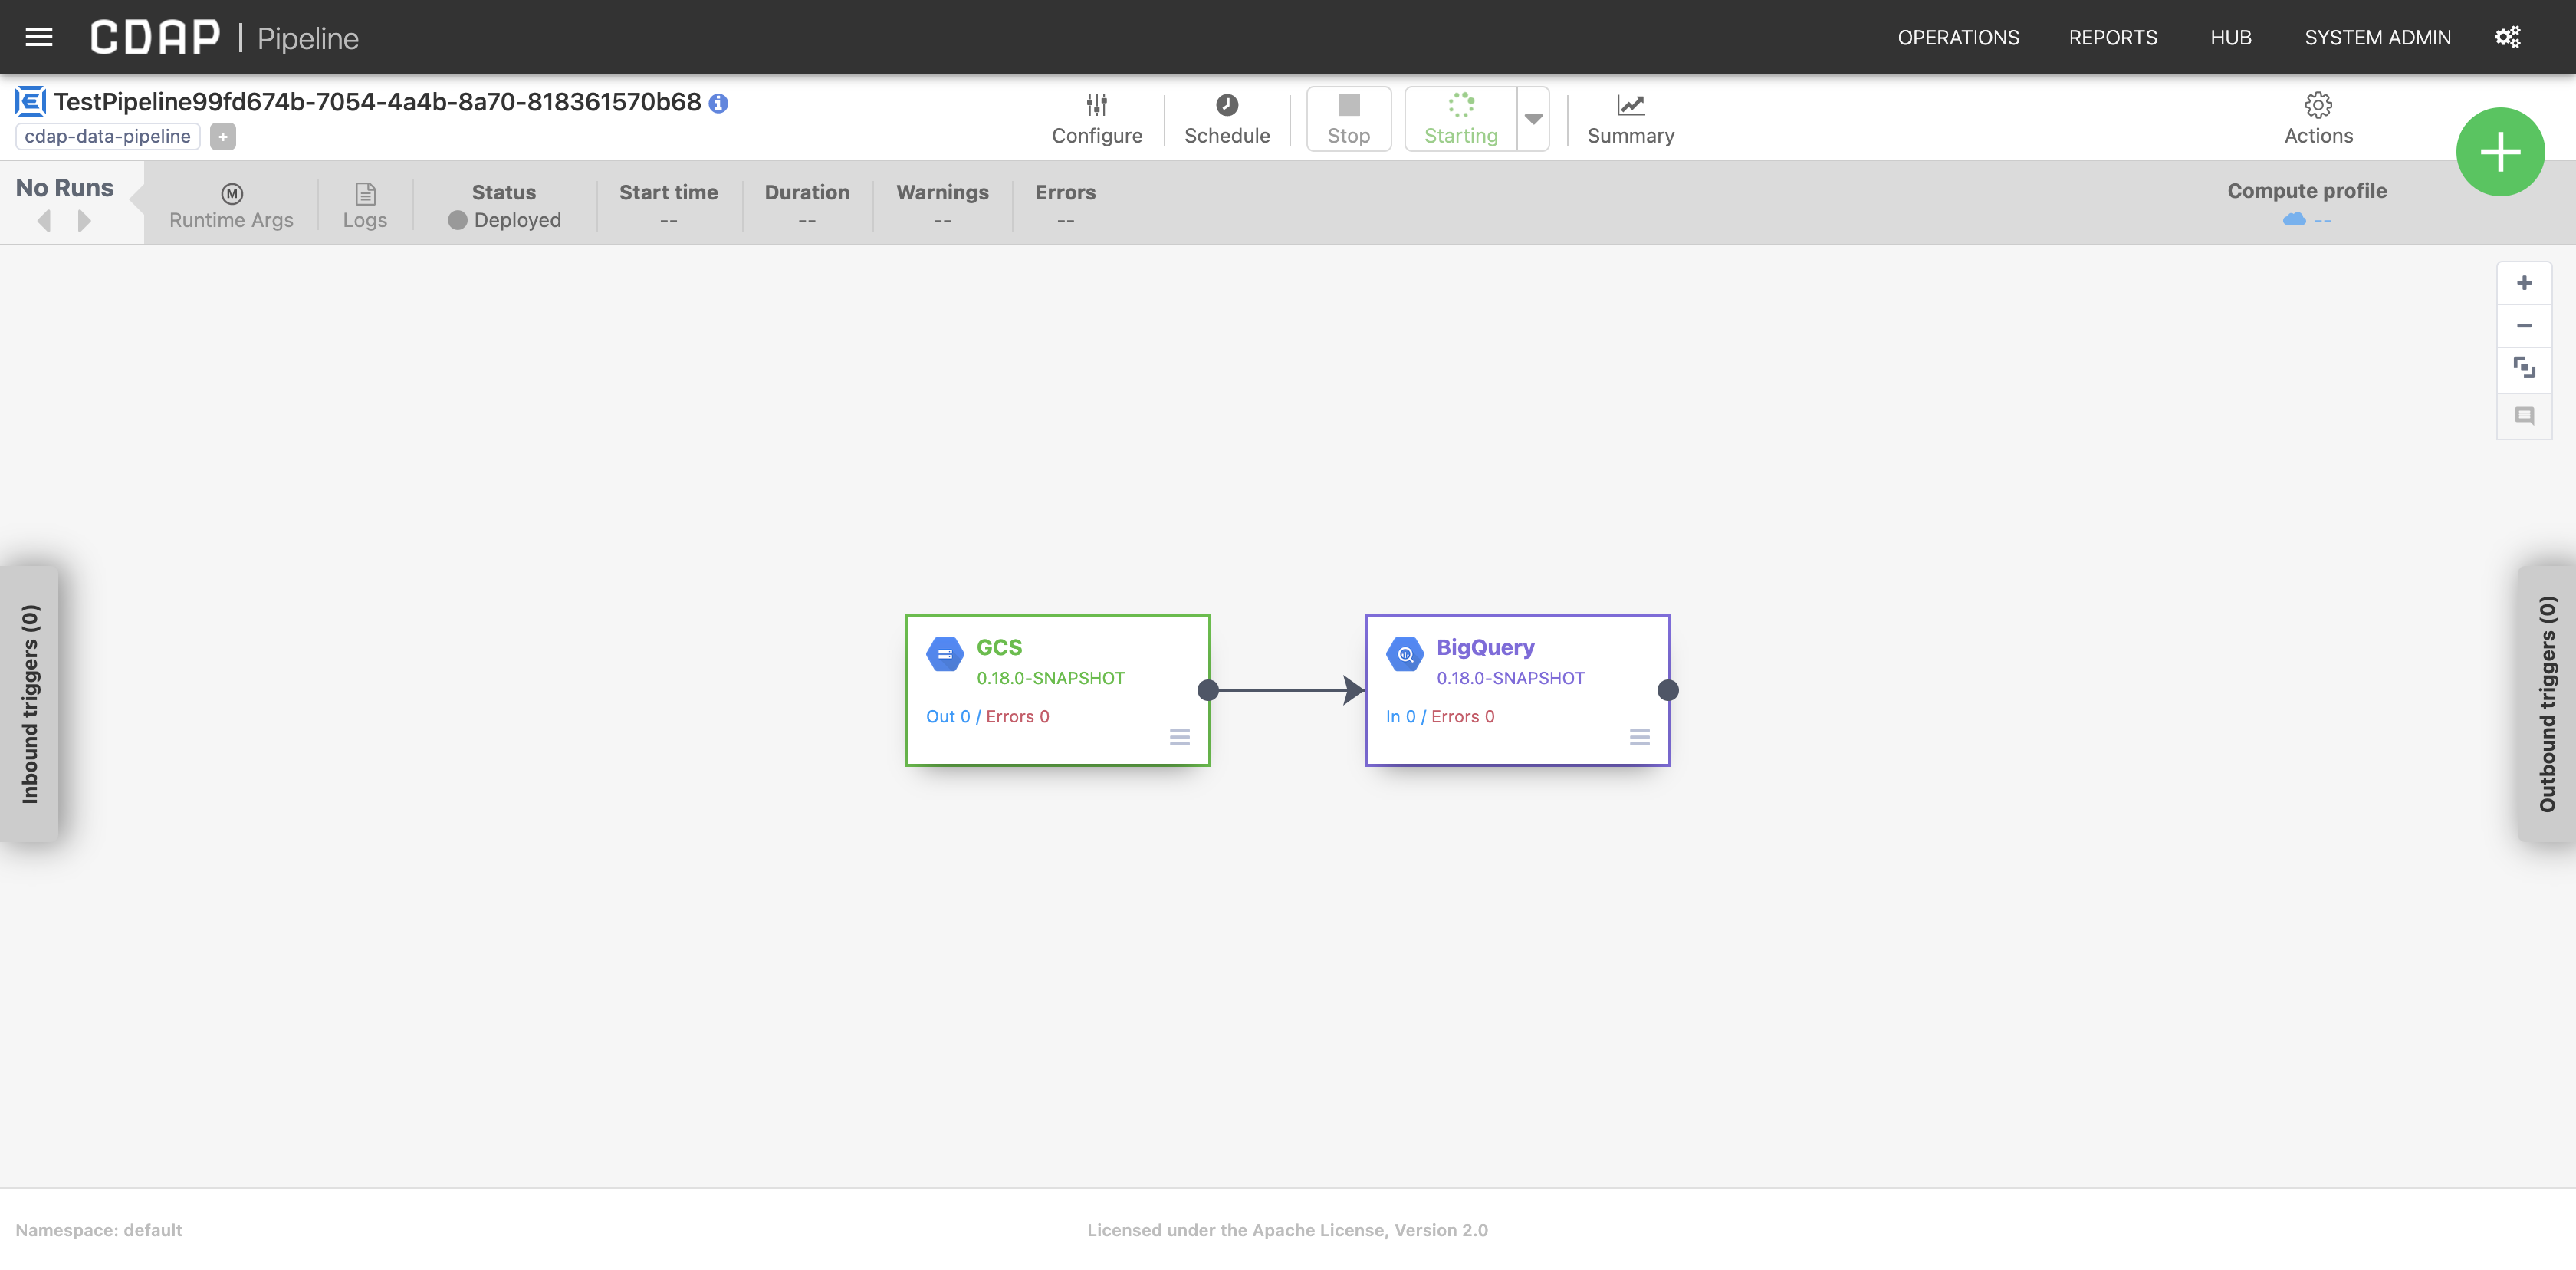 CDAP | Pipeline
OPERATIONS
REPORTS
HUB
SYSTEM ADMIN
TestPipeline99fd674b-7054-4a4b-8a70-818361570b68
cdap-data-pipeline
+
Configure
Schedule
Stop
Starting
Summary
Actions
No Runs
M
Runtime Args
Logs
Status
Deployed
Start time
--
Duration
--
Warnings
--
Errors
--
Compute profile
--
Inbound triggers (0)
GCS
0.18.0-SNAPSHOT
Out 0 / Errors 0
BigQuery
0.18.0-SNAPSHOT
In 0 / Errors 0
Outbound triggers (0)
Namespace: default
Licensed under the Apache License, Version 2.0